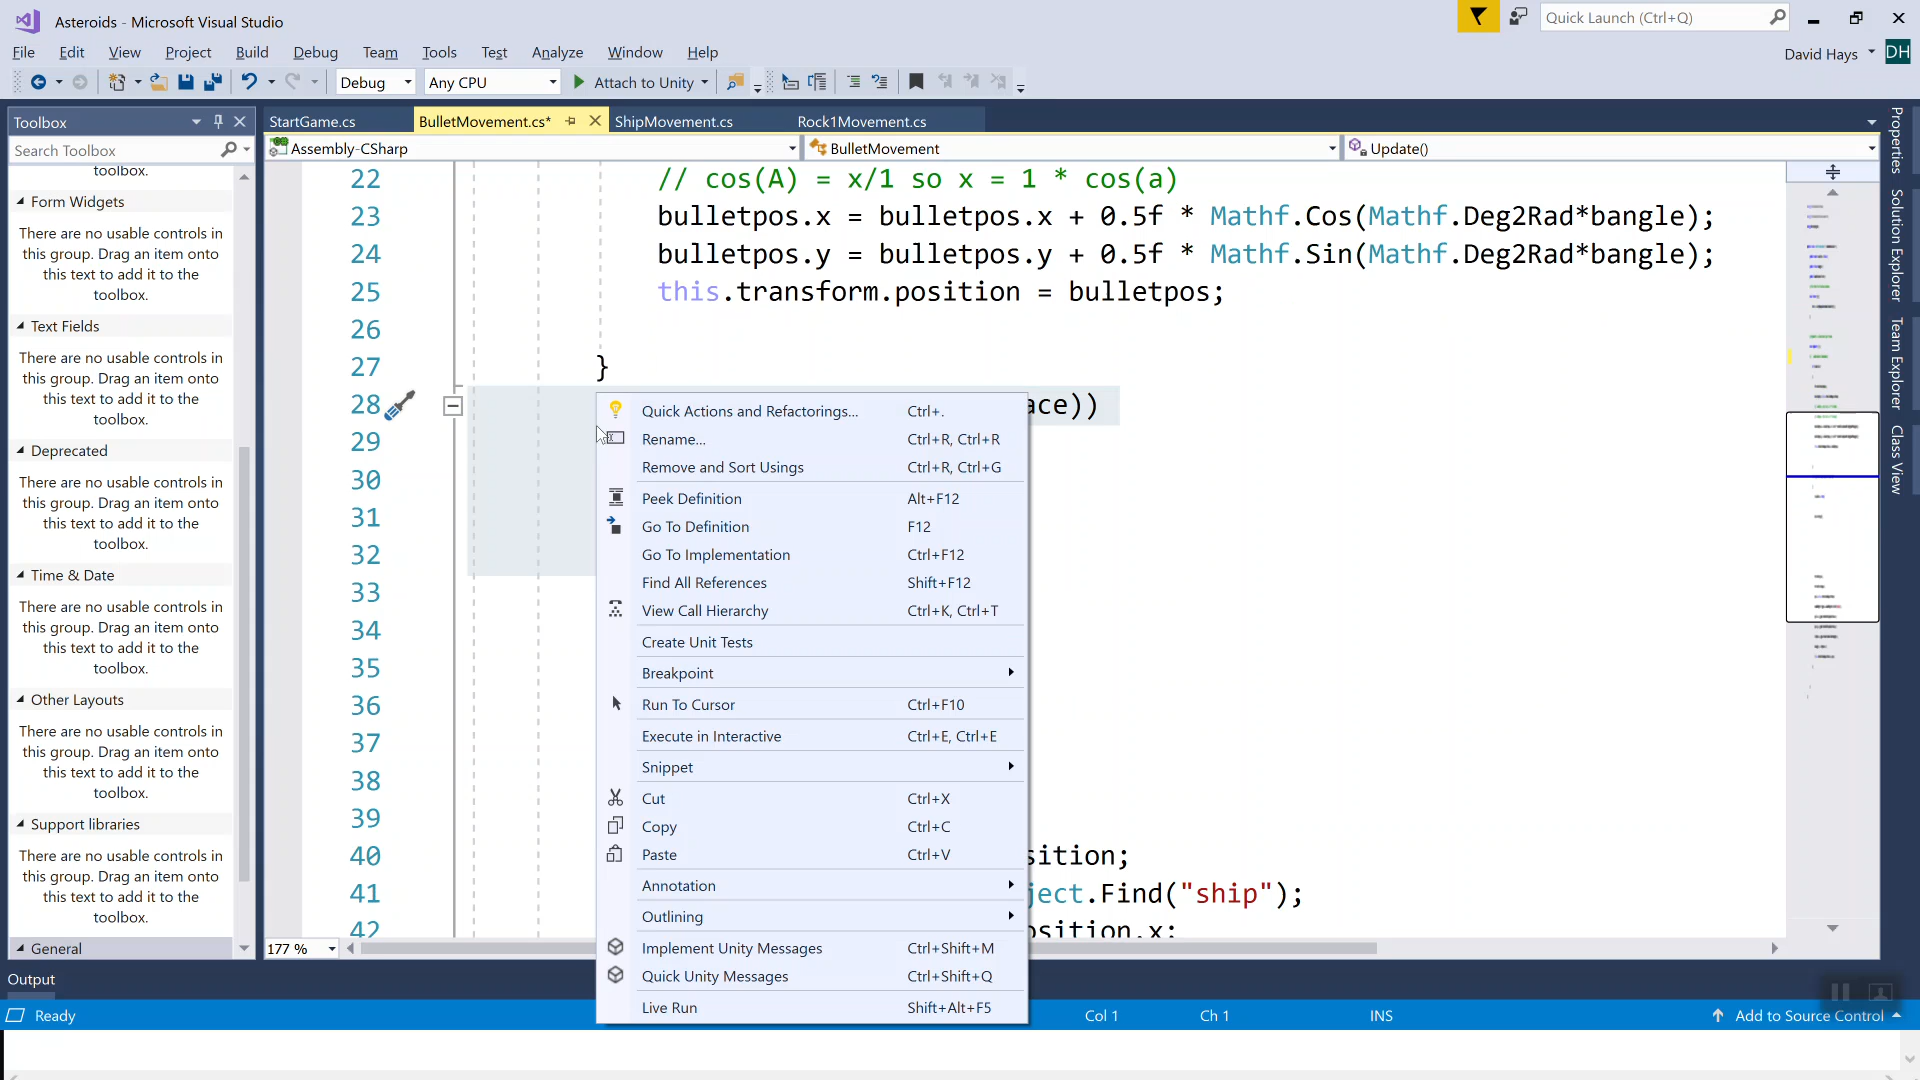 Asteroids - Microsoft Visual Studio
Quick Launch (Ctrl+Q)
File Edit View Project Build Debug Team Tools Test Analyze Window Help
David Hays DH
Debug Any CPU Attach to Unity
Toolbox
StartGame.cs BulletMovement.cs* ShipMovement.cs Rock1Movement.cs
Search Toolbox
Assembly-CSharp BulletMovement Update()
toolbox.
Form Widgets
There are no usable controls in
this group. Drag an item onto
this text to add it to the
toolbox.
Text Fields
There are no usable controls in
this group. Drag an item onto
this text to add it to the
toolbox.
Deprecated
There are no usable controls in
this group. Drag an item onto
this text to add it to the
toolbox.
Time & Date
There are no usable controls in
this group. Drag an item onto
this text to add it to the
toolbox.
Other Layouts
There are no usable controls in
this group. Drag an item onto
this text to add it to the
toolbox.
Support libraries
There are no usable controls in
this group. Drag an item onto
this text to add it to the
toolbox.
General
22 // cos(A) = x/1 so x = 1 * cos(a)
23 bulletpos.x = bulletpos.x + 0.5f * Mathf.Cos(Mathf.Deg2Rad*bangle);
24 bulletpos.y = bulletpos.y + 0.5f * Mathf.Sin(Mathf.Deg2Rad*bangle);
25 this.transform.position = bulletpos;
26
27 }
28 ace))
29
30
31
32
33
34
35
36
37
38
39
40 sition;
41 ject.Find("ship");
42 osition.x;
Quick Actions and Refactorings... Ctrl+.
Rename... Ctrl+R, Ctrl+R
Remove and Sort Usings Ctrl+R, Ctrl+G
Peek Definition Alt+F12
Go To Definition F12
Go To Implementation Ctrl+F12
Find All References Shift+F12
View Call Hierarchy Ctrl+K, Ctrl+T
Create Unit Tests
Breakpoint
Run To Cursor Ctrl+F10
Execute in Interactive Ctrl+E, Ctrl+E
Snippet
Cut Ctrl+X
Copy Ctrl+C
Paste Ctrl+V
Annotation
Outlining
Implement Unity Messages Ctrl+Shift+M
Quick Unity Messages Ctrl+Shift+Q
Live Run Shift+Alt+F5
Properties
Solution Explorer
Team Explorer
Class View
177 %
Output
Ready Col 1 Ch 1 INS Add to Source Control